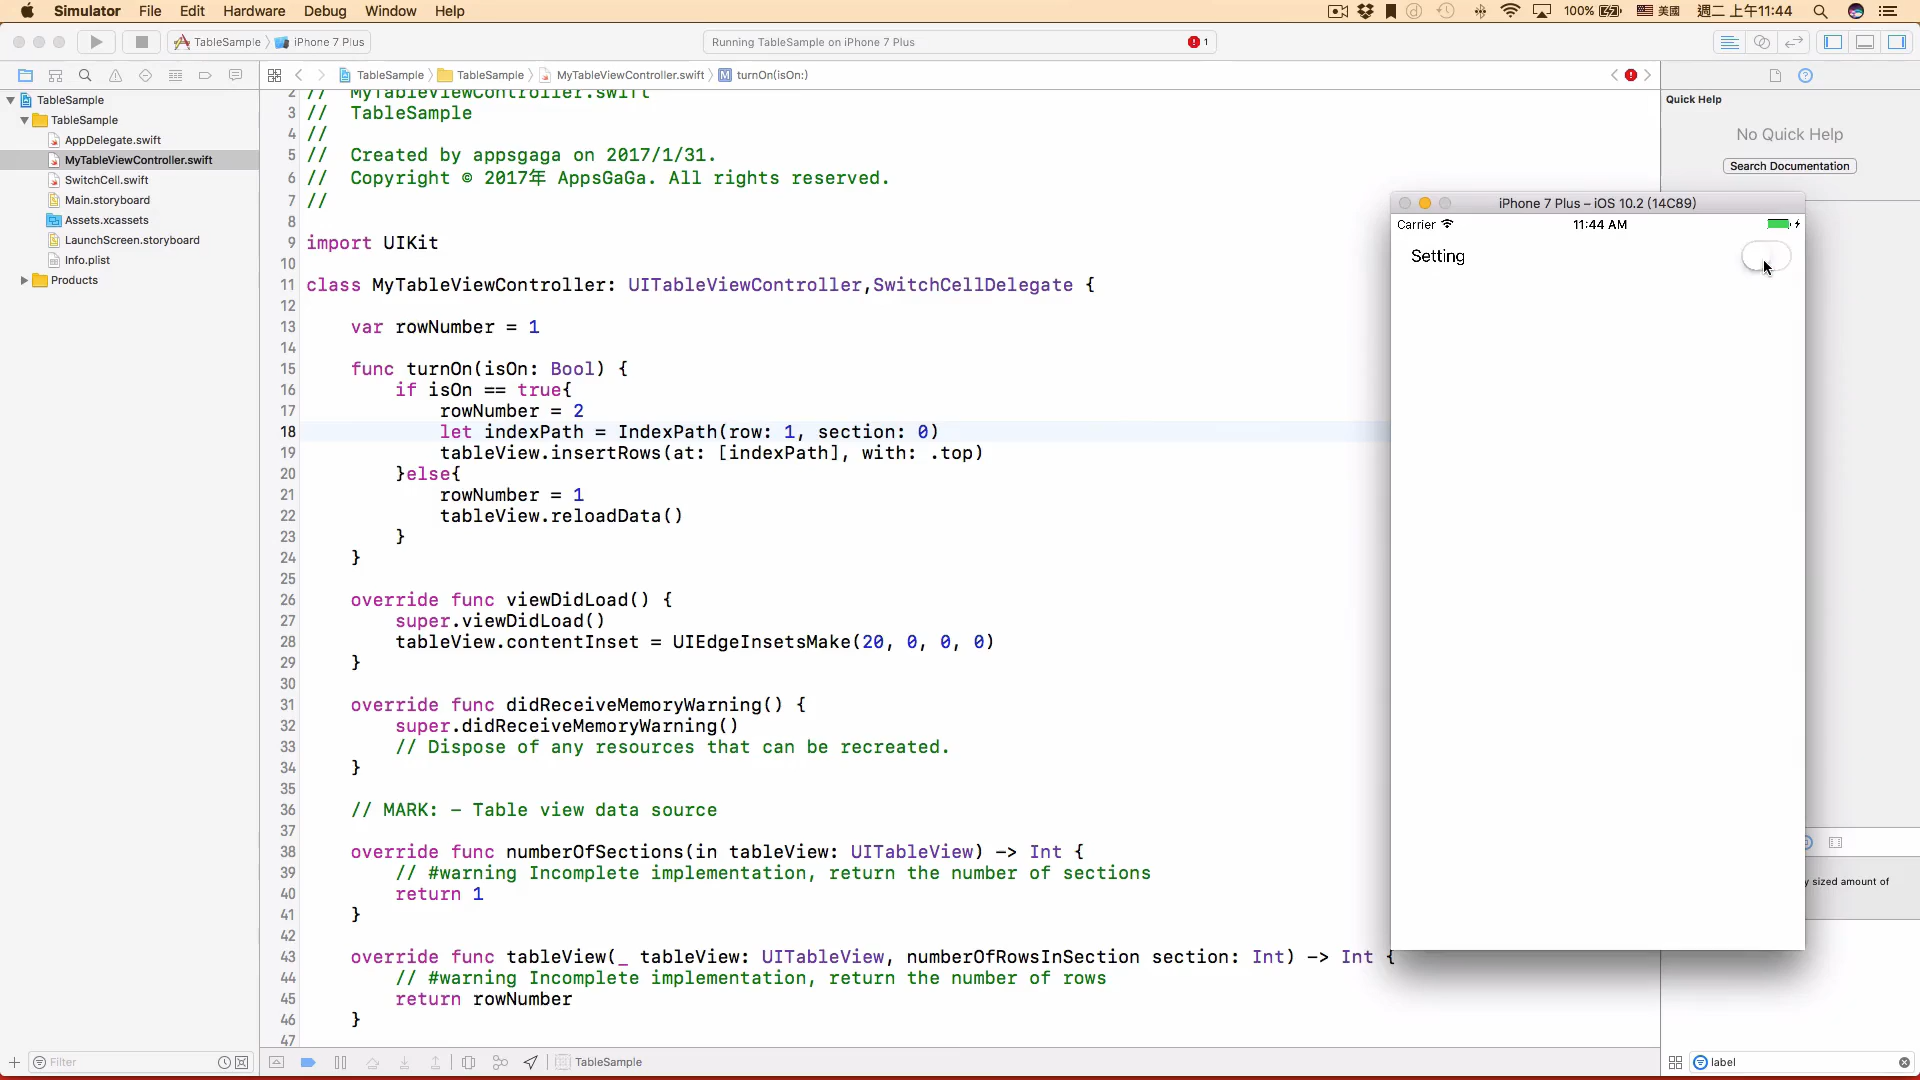 Simulator File Edit Hardware Debug Window Help 100% 美國 週二 上午11:44
TableSample iPhone 7 Plus Running TableSample on iPhone 7 Plus 1
TableSample TableSample MyTableViewController.swift turnOn(isOn:)
TableSample
TableSample
AppDelegate.swift
MyTableViewController.swift
SwitchCell.swift
Main.storyboard
Assets.xcassets
LaunchScreen.storyboard
Info.plist
Products
Filter
2 // MyTableViewController.swift
3 // TableSample
4 //
5 // Created by appsgaga on 2017/1/31.
6 // Copyright © 2017年 AppsGaGa. All rights reserved.
7 //
8
9 import UIKit
10
11 class MyTableViewController: UITableViewController,SwitchCellDelegate {
12
13 var rowNumber = 1
14
15 func turnOn(isOn: Bool) {
16 if isOn == true{
17 rowNumber = 2
18 let indexPath = IndexPath(row: 1, section: 0)
19 tableView.insertRows(at: [indexPath], with: .top)
20 }else{
21 rowNumber = 1
22 tableView.reloadData()
23 }
24 }
25
26 override func viewDidLoad() {
27 super.viewDidLoad()
28 tableView.contentInset = UIEdgeInsetsMake(20, 0, 0, 0)
29 }
30
31 override func didReceiveMemoryWarning() {
32 super.didReceiveMemoryWarning()
33 // Dispose of any resources that can be recreated.
34 }
35
36 // MARK: - Table view data source
37
38 override func numberOfSections(in tableView: UITableView) -> Int {
39 // #warning Incomplete implementation, return the number of sections
40 return 1
41 }
42
43 override func tableView(_ tableView: UITableView, numberOfRowsInSection section: Int) -> Int {
44 // #warning Incomplete implementation, return the number of rows
45 return rowNumber
46 }
47
TableSample
Quick Help
No Quick Help
Search Documentation
iPhone 7 Plus – iOS 10.2 (14C89)
Carrier 11:44 AM
Setting
y sized amount of
label